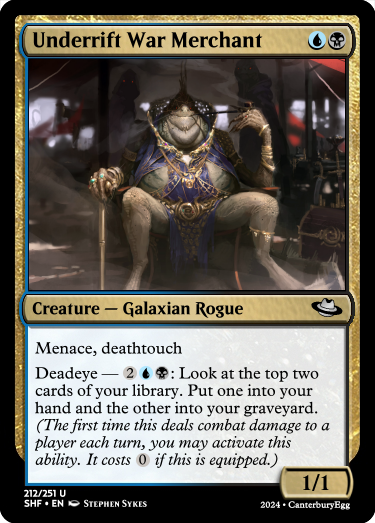 Underrift War Merchant
Creature — Galaxian Rogue
Menace, deathtouch
Deadeye — 2: Look at the top two
cards of your library. Put one into your
hand and the other into your graveyard.
(The first time this deals combat damage to a
player each turn, you may activate this
ability. It costs 0 if this is equipped.)
1/1
212/251 U
SHF • EN Stephen Sykes
2024 • CanterburyEgg